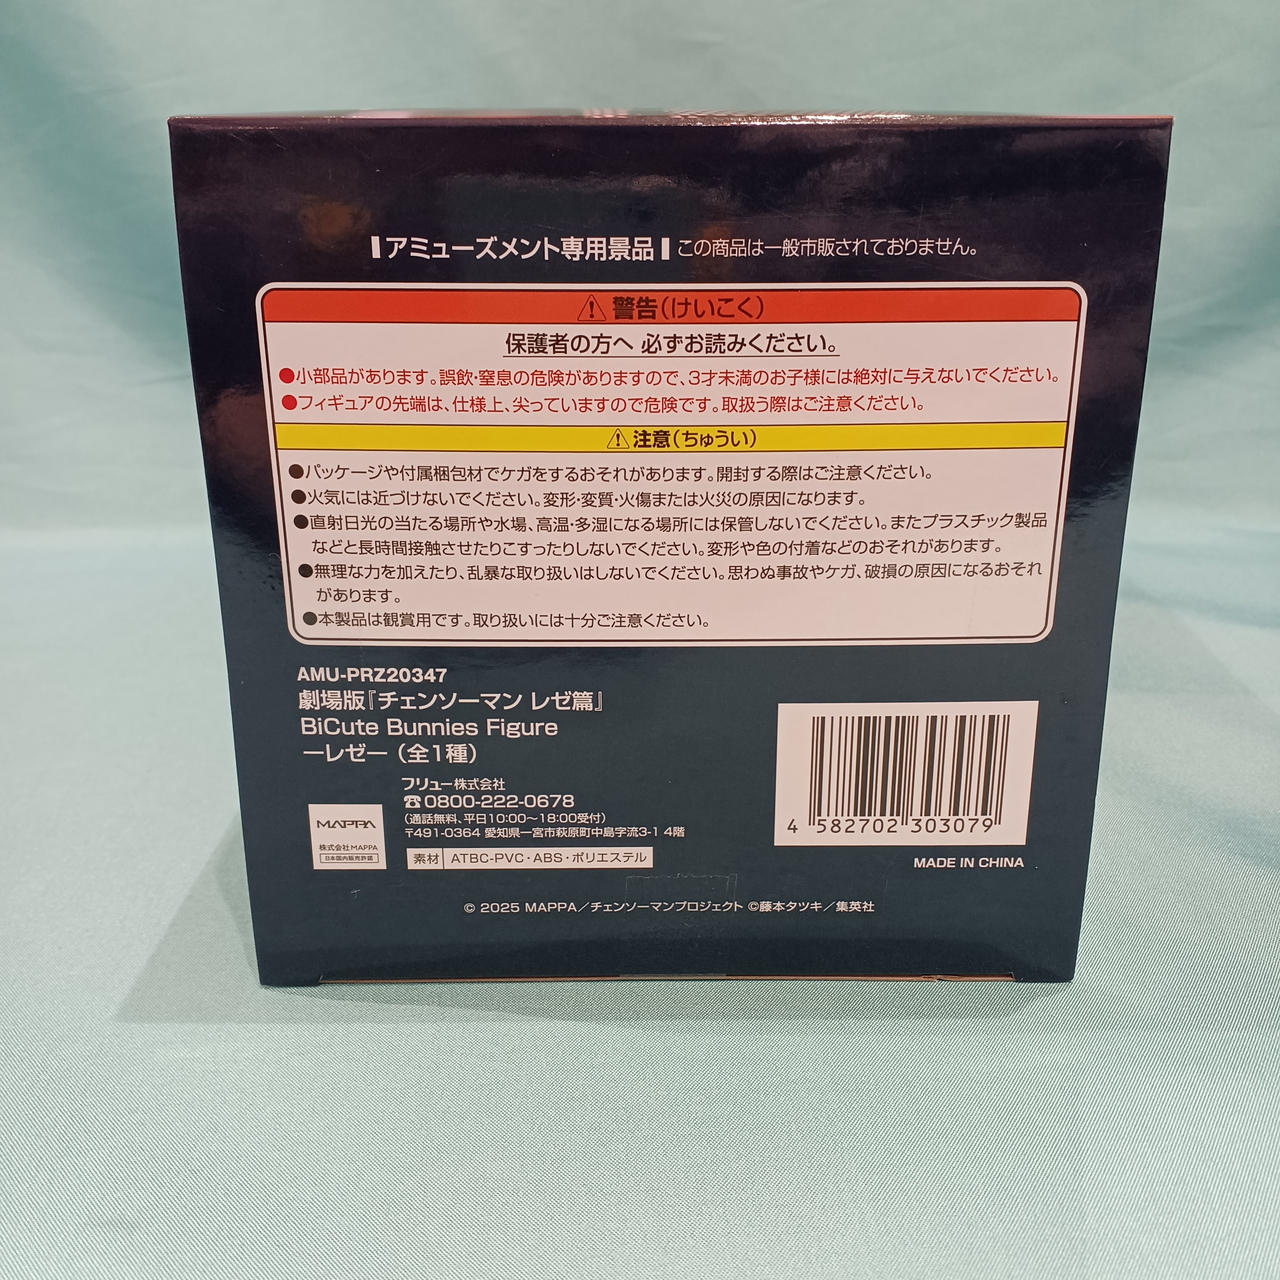 アミューズメント専用景品 この商品は一般市販されておりません。
⚠警告(けいこく)
保護者の方へ 必ずお読みください。
●小部品があります。誤飲・窒息の危険がありますので、3才未満のお子様には絶対に与えないでください。
●フィギュアの先端は、仕様上、尖っていますので危険です。取扱う際はご注意ください。
⚠注意(ちゅうい)
●パッケージや付属梱包材でケガをするおそれがあります。開封する際はご注意ください。
●火気には近づけないでください。変形・変質・火傷または火災の原因になります。
●直射日光の当たる場所や水場、高温・多湿になる場所には保管しないでください。またプラスチック製品
などと長時間接触させたりこすったりしないでください。変形や色の付着などのおそれがあります。
●無理な力を加えたり、乱暴な取り扱いはしないでください。思わぬ事故やケガ、破損の原因になるおそれ
があります。
●本製品は観賞用です。取り扱いには十分ご注意ください。
AMU-PRZ20347
劇場版『チェンソーマン レゼ篇』
BiCute Bunnies Figure
―レゼ― (全1種)
フリュー株式会社
☎0800-222-0678
(通話無料、平日10:00〜18:00受付)
〒491-0364 愛知県一宮市萩原町中島字流3-1 4階
MAPPA
株式会社MAPPA
日本国内販売許諾
素材 ATBC-PVC・ABS・ポリエステル
4 582702 303079
MADE IN CHINA
© 2025 MAPPA/チェンソーマンプロジェクト ©藤本タツキ/集英社